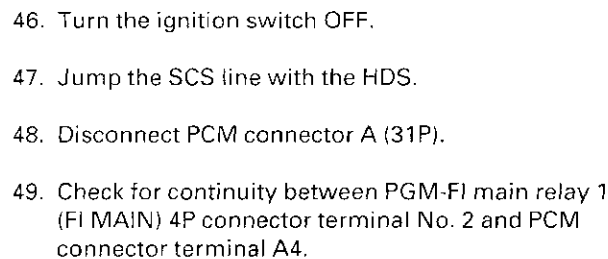 46. Turn the ignition switch OFF.
47. Jump the SCS line with the HDS.
48. Disconnect PCM connector A (31P).
49. Check for continuity between PGM-FI main relay 1
(FI MAIN) 4P connector terminal No. 2 and PCM
connector terminal A4.